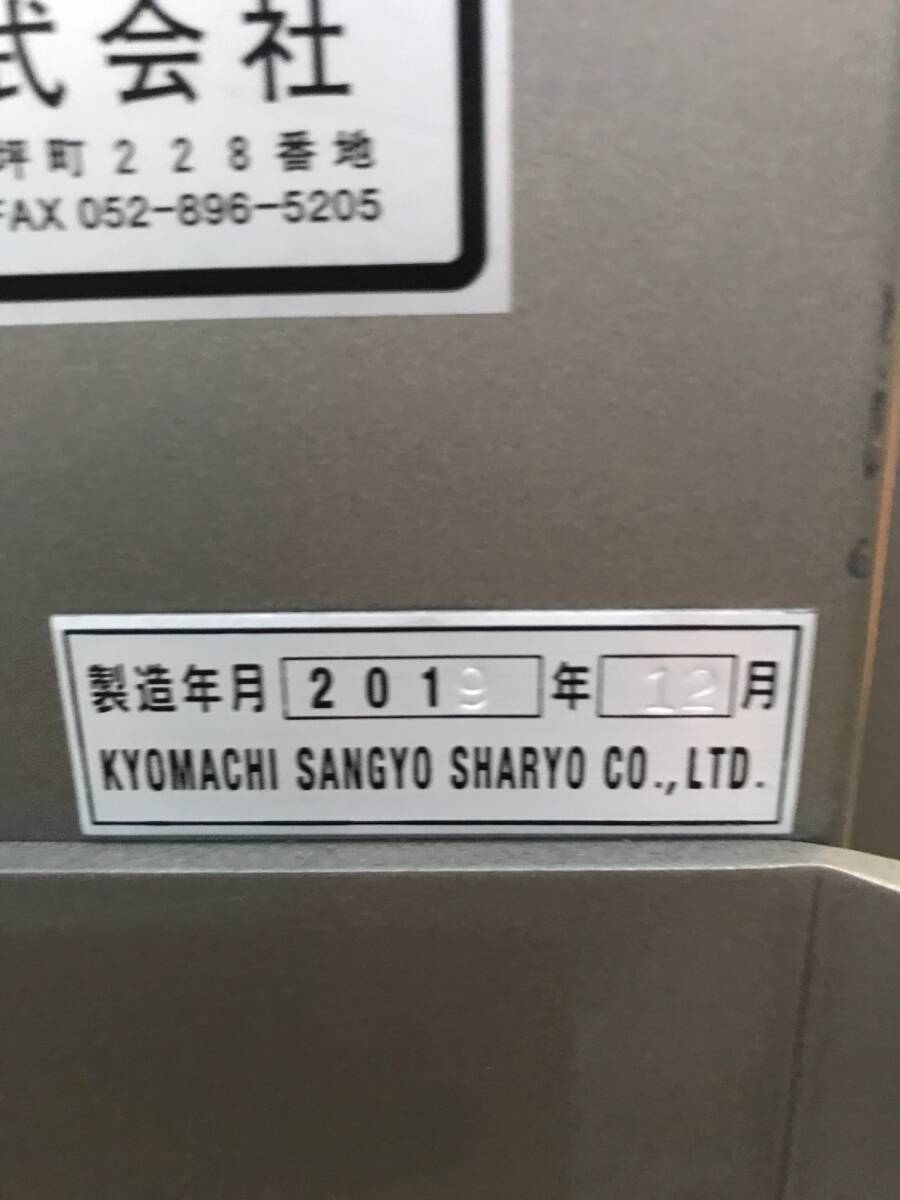 式会社
坪町228番地
FAX 052-896-5205
製造年月 2019 年 12 月
KYOMACHI SANGYO SHARYO CO.,LTD.